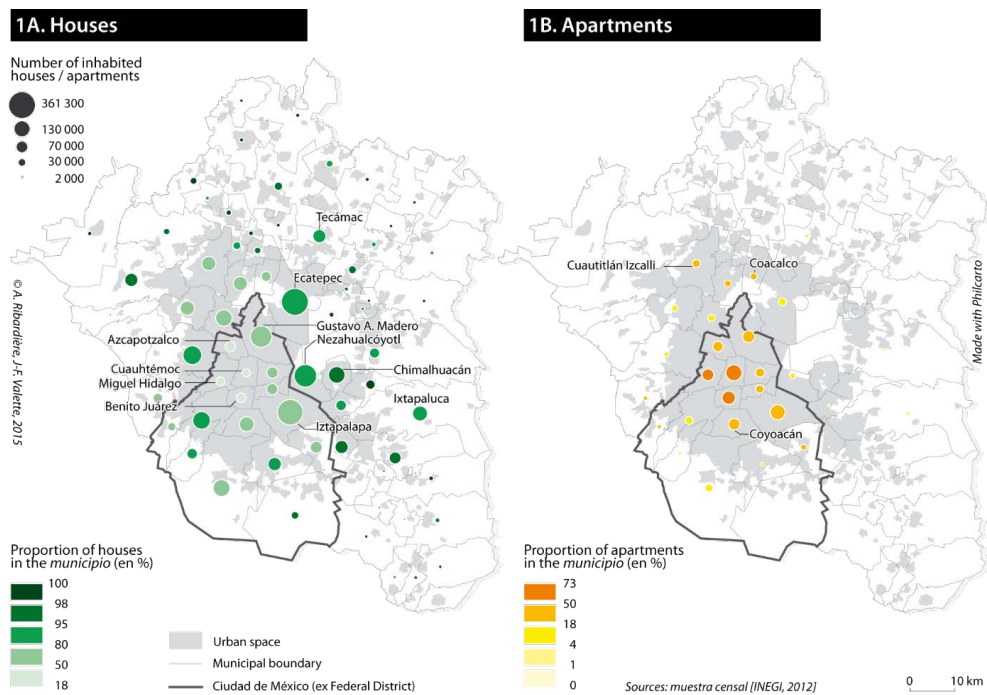 1A. Houses
1B. Apartments
Number of inhabited
houses / apartments
361 300
130 000
70 000
30 000
2 000
Tecámac
Ecatepec
Gustavo A. Madero
Nezahualcóyotl
Azcapotzalco
Cuauhtémoc
Miguel Hidalgo
Benito Juárez
Chimalhuacán
Ixtapaluca
Iztapalapa
Cuautitlán Izcalli
Coacalco
Coyoacán
© A. Ribardière, J-F. Valette, 2015
Made with Philcarto
Proportion of houses
in the municipio (en %)
100
98
95
80
50
18
Urban space
Municipal boundary
Ciudad de México (ex Federal District)
Proportion of apartments
in the municipio (en %)
73
50
18
4
1
0
Sources: muestra censal [INEGI, 2012]
0 10 km